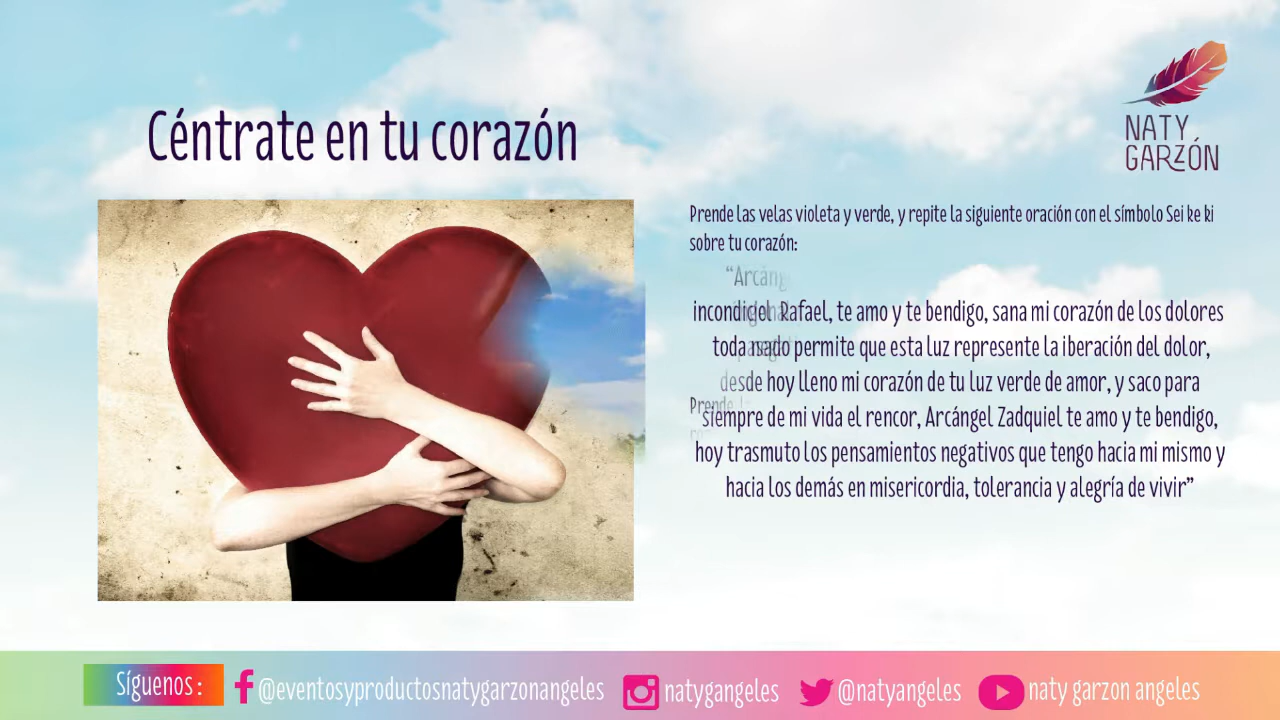 NATY
GARZÓN
Céntrate en tu corazón
Prende las velas violeta y verde, y repite la siguiente oración con el símbolo Sei he ki
sobre tu corazón:
“Arcáng
Rafael, te amo y te bendigo, sana mi corazón de los dolores
permite que esta luz represente la iberación del dolor,
desde hoy lleno mi corazón de tu luz verde de amor, y saco para
Prende
siempre de mi vida el rencor, Arcángel Zadquiel te amo y te bendigo,
hoy trasmuto los pensamientos negativos que tengo hacia mi mismo y
hacia los demás en misericordia, tolerancia y alegría de vivir”
Síguenos: @eventosyproductosnatygarzonangeles natygangeles @natyangeles naty garzon angeles